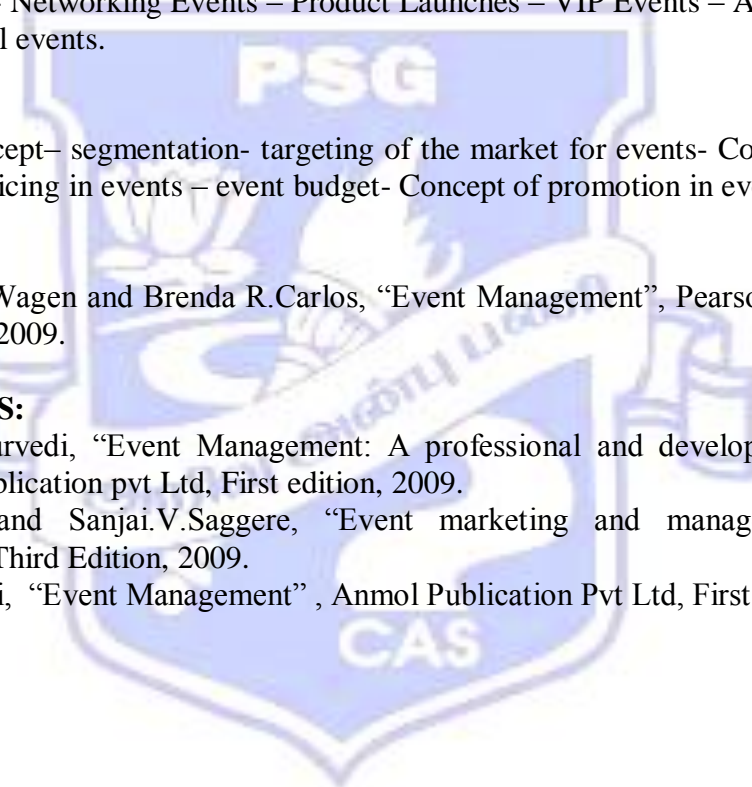 Networking Events – Product Launches – VIP Events – A
l events.
PSG
cept– segmentation- targeting of the market for events- Co
icing in events – event budget- Concept of promotion in ev
Wagen and Brenda R.Carlos, “Event Management”, Pearso
2009.
S:
urvedi, “Event Management: A professional and develop
blication pvt Ltd, First edition, 2009.
and Sanjai.V.Saggere, “Event marketing and manag
Third Edition, 2009.
i, “Event Management” , Anmol Publication Pvt Ltd, First
CAS